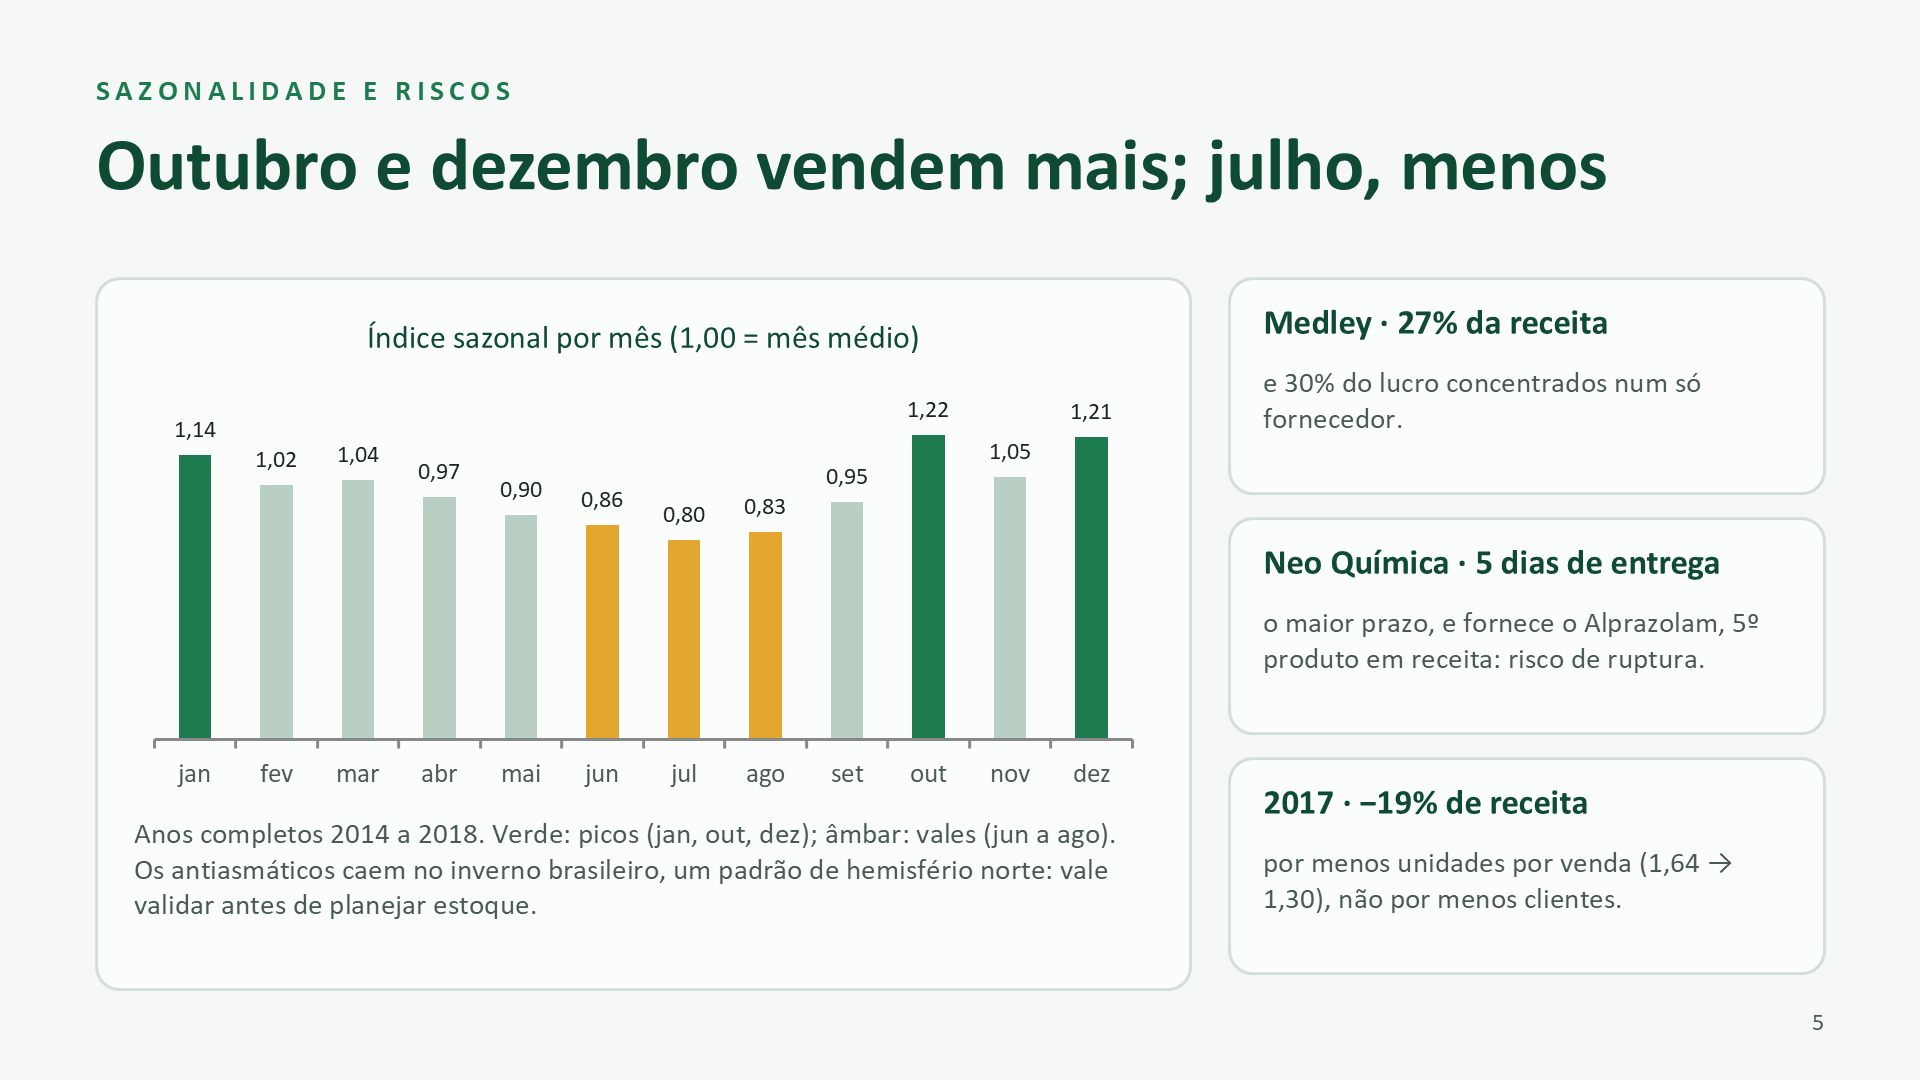 SAZONALIDADE E RISCOS
Outubro e dezembro vendem mais; julho, menos
Índice sazonal por mês (1,00 = mês médio)
1,14
1,02
1,04
0,97
0,90
0,86
0,80
0,83
0,95
1,22
1,05
1,21
jan
fev
mar
abr
mai
jun
jul
ago
set
out
nov
dez
Anos completos 2014 a 2018. Verde: picos (jan, out, dez); âmbar: vales (jun a ago).
Os antiasmáticos caem no inverno brasileiro, um padrão de hemisfério norte: vale
validar antes de planejar estoque.
Medley · 27% da receita
e 30% do lucro concentrados num só
fornecedor.
Neo Química · 5 dias de entrega
o maior prazo, e fornece o Alprazolam, 5º
produto em receita: risco de ruptura.
2017 · −19% de receita
por menos unidades por venda (1,64 →
1,30), não por menos clientes.
5